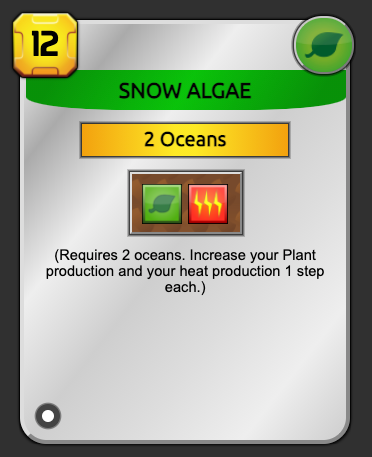 12
SNOW ALGAE
2 Oceans
(Requires 2 oceans. Increase your Plant
production and your heat production 1 step
each.)